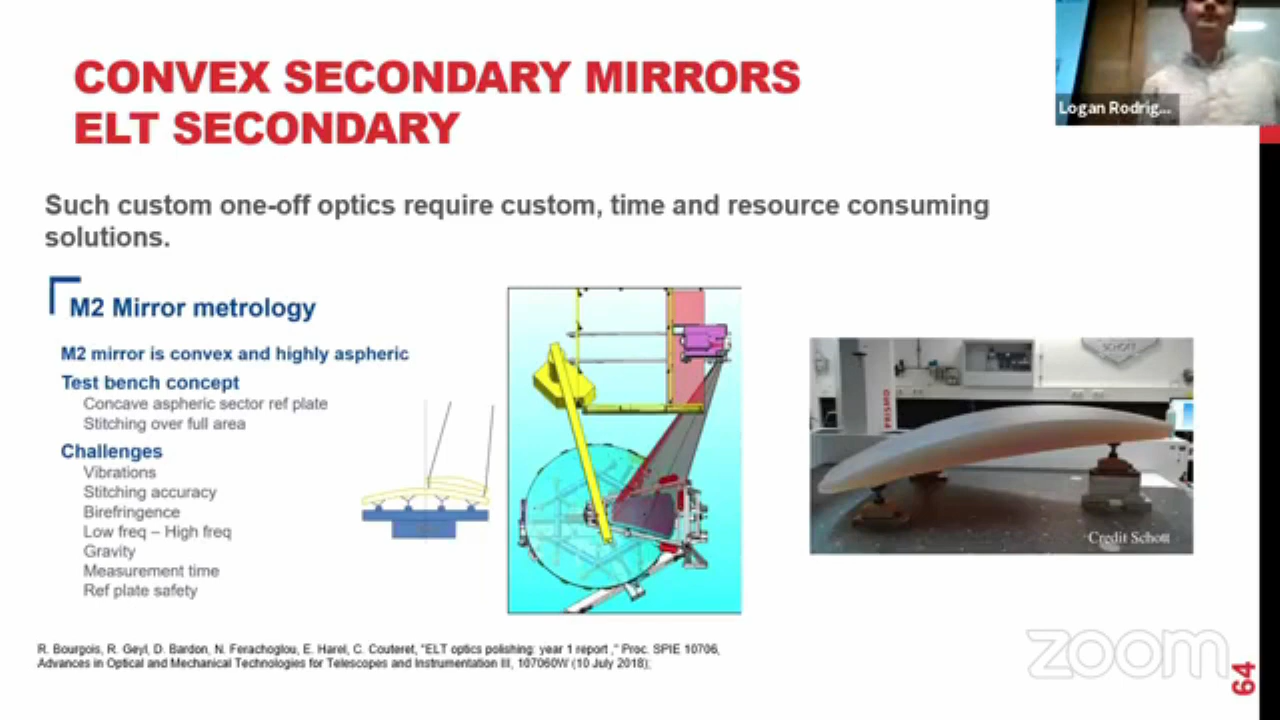 CONVEX SECONDARY MIRRORS
ELT SECONDARY
Logan Rodrig...
Such custom one-off optics require custom, time and resource consuming
solutions.
M2 Mirror metrology
M2 mirror is convex and highly aspheric
Test bench concept
Concave aspheric sector ref plate
Stitching over full area
Challenges
Vibrations
Stitching accuracy
Birefringence
Low freq – High freq
Gravity
Measurement time
Ref plate safety
SCHOTT
PRISMO
Credit Schott
R. Bourgois, R. Geyl, D. Bardon, N. Ferachoglou, E. Harel, C. Couteret, "ELT optics polishing: year 1 report ," Proc. SPIE 10706,
Advances in Optical and Mechanical Technologies for Telescopes and Instrumentation III, 107060W (10 July 2018);
zoom
64